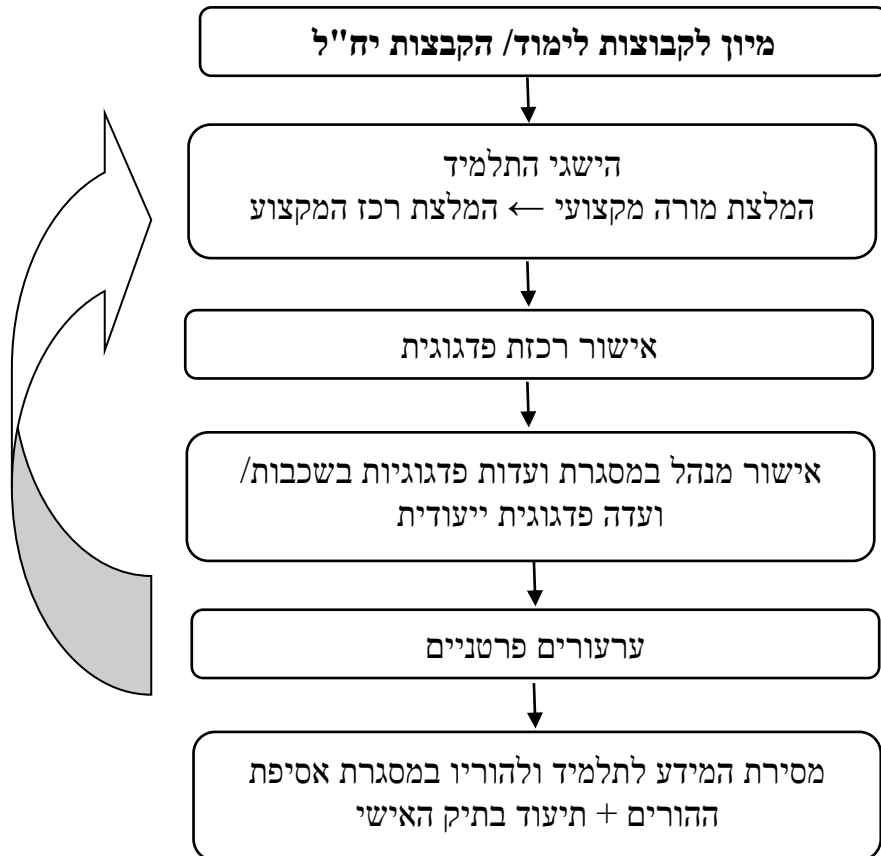 מיון לקבוצות לימוד/ הקבצות יח"ל
הישגי התלמיד
המלצת מורה מקצועי ← המלצת רכז המקצוע
אישור רכזת פדגוגית
אישור מנהל במסגרת ועדות פדגוגיות בשכבות/
ועדה פדגוגית ייעודית
ערעורים פרטניים
מסירת המידע לתלמיד ולהוריו במסגרת אסיפת
ההורים + תיעוד בתיק האישי